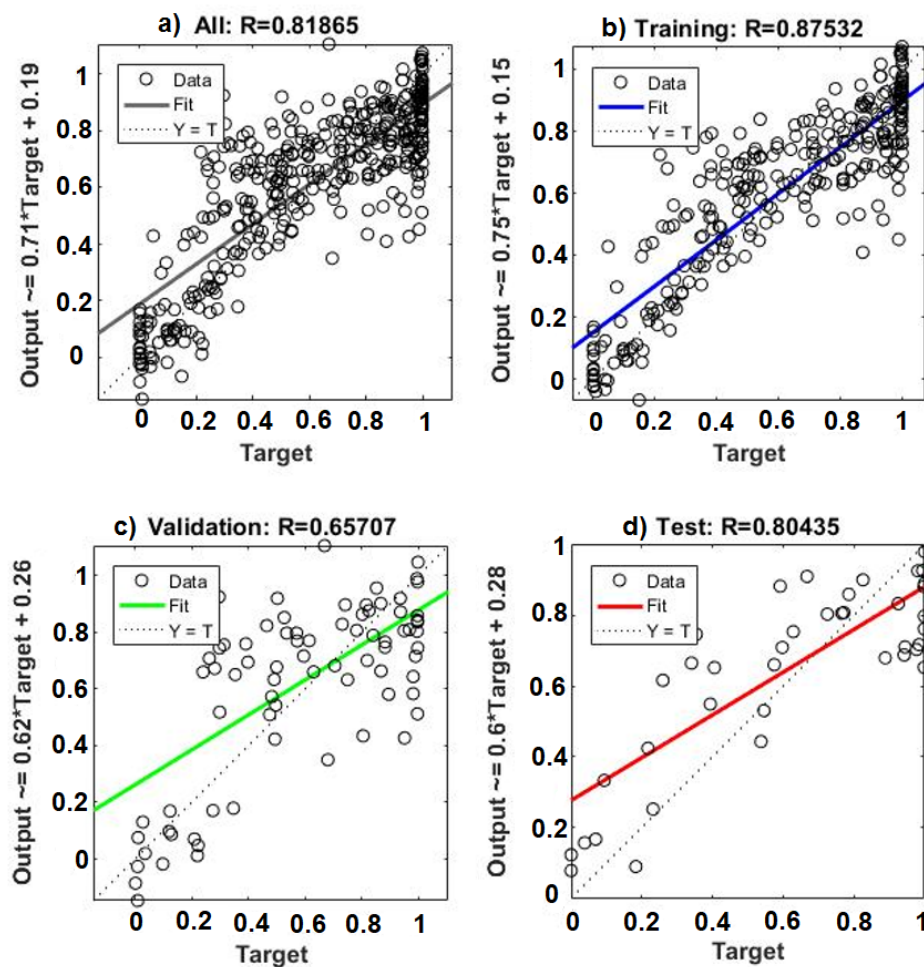 a) All: R=0.81865
Output ~= 0.71*Target + 0.19
1
0.8
0.6
0.4
0.2
0
Data
Fit
Y = T
0 0.2 0.4 0.6 0.8 1
Target
b) Training: R=0.87532
Output ~= 0.75*Target + 0.15
1
0.8
0.6
0.4
0.2
0
Data
Fit
Y = T
0 0.2 0.4 0.6 0.8 1
Target
c) Validation: R=0.65707
Output ~= 0.62*Target + 0.26
1
0.8
0.6
0.4
0.2
0
Data
Fit
Y = T
0 0.2 0.4 0.6 0.8 1
Target
d) Test: R=0.80435
Output ~= 0.6*Target + 0.28
1
0.8
0.6
0.4
0.2
0
Data
Fit
Y = T
0 0.2 0.4 0.6 0.8 1
Target